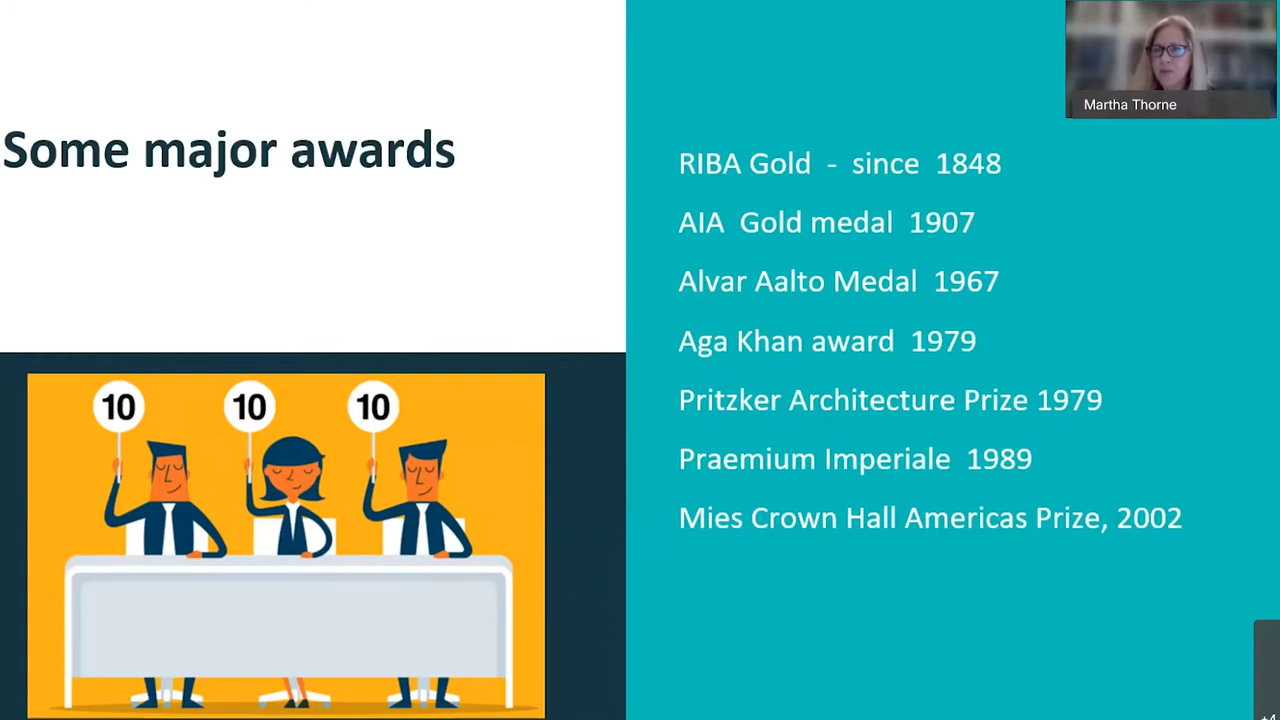 Some major awards
Martha Thorne
RIBA Gold - since 1848
AIA Gold medal 1907
Alvar Aalto Medal 1967
Aga Khan award 1979
Pritzker Architecture Prize 1979
Praemium Imperiale 1989
Mies Crown Hall Americas Prize, 2002
10 10 10